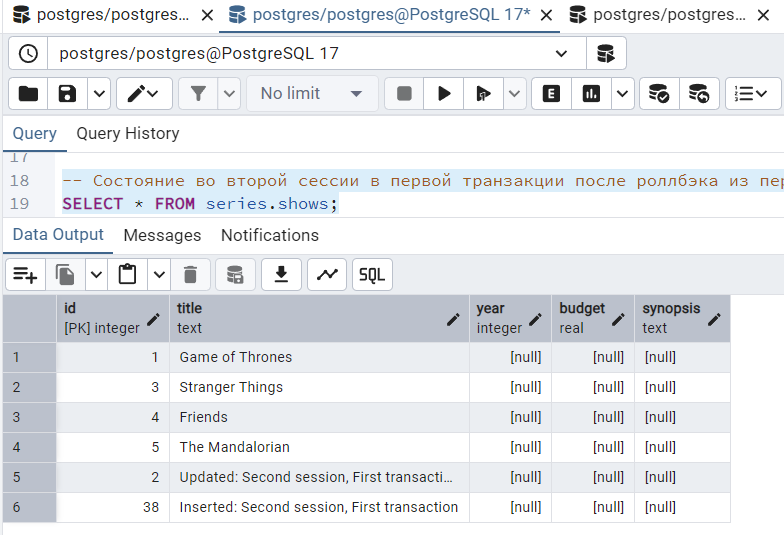 postgres/postgres... postgres/postgres@PostgreSQL 17* postgres/postgres...
postgres/postgres@PostgreSQL 17
No limit
E
Query Query History
17
18 -- Состояние во второй сессии в первой транзакции после роллбэка из пер
19 SELECT * FROM series.shows;
Data Output Messages Notifications
SQL
id title year budget synopsis
[PK] integer text integer real text
1 1 Game of Thrones [null] [null] [null]
2 3 Stranger Things [null] [null] [null]
3 4 Friends [null] [null] [null]
4 5 The Mandalorian [null] [null] [null]
5 2 Updated: Second session, First transacti... [null] [null] [null]
6 38 Inserted: Second session, First transaction [null] [null] [null]